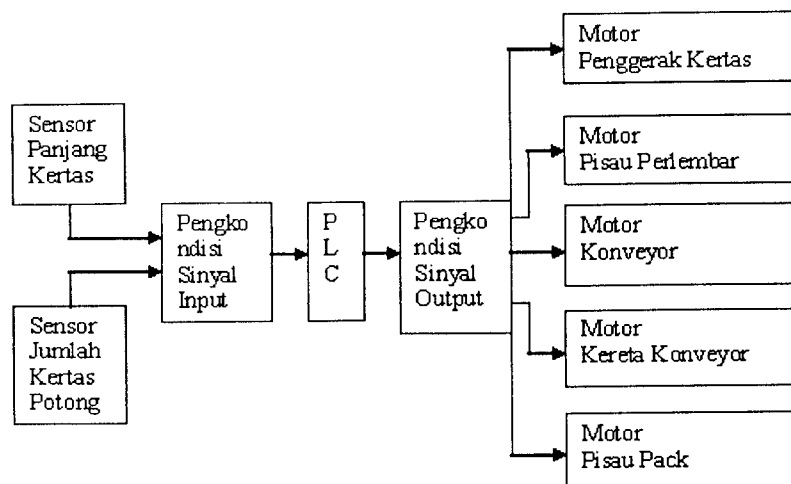 Sensor
Panjang
Kertas
Sensor
Jumlah
Kertas
Potong
Pengko
ndisi
Sinyal
Input
P
L
C
Pengko
ndisi
Sinyal
Output
Motor
Penggerak Kertas
Motor
Pisau Perlembar
Motor
Konveyor
Motor
Kereta Konveyor
Motor
Pisau Pack